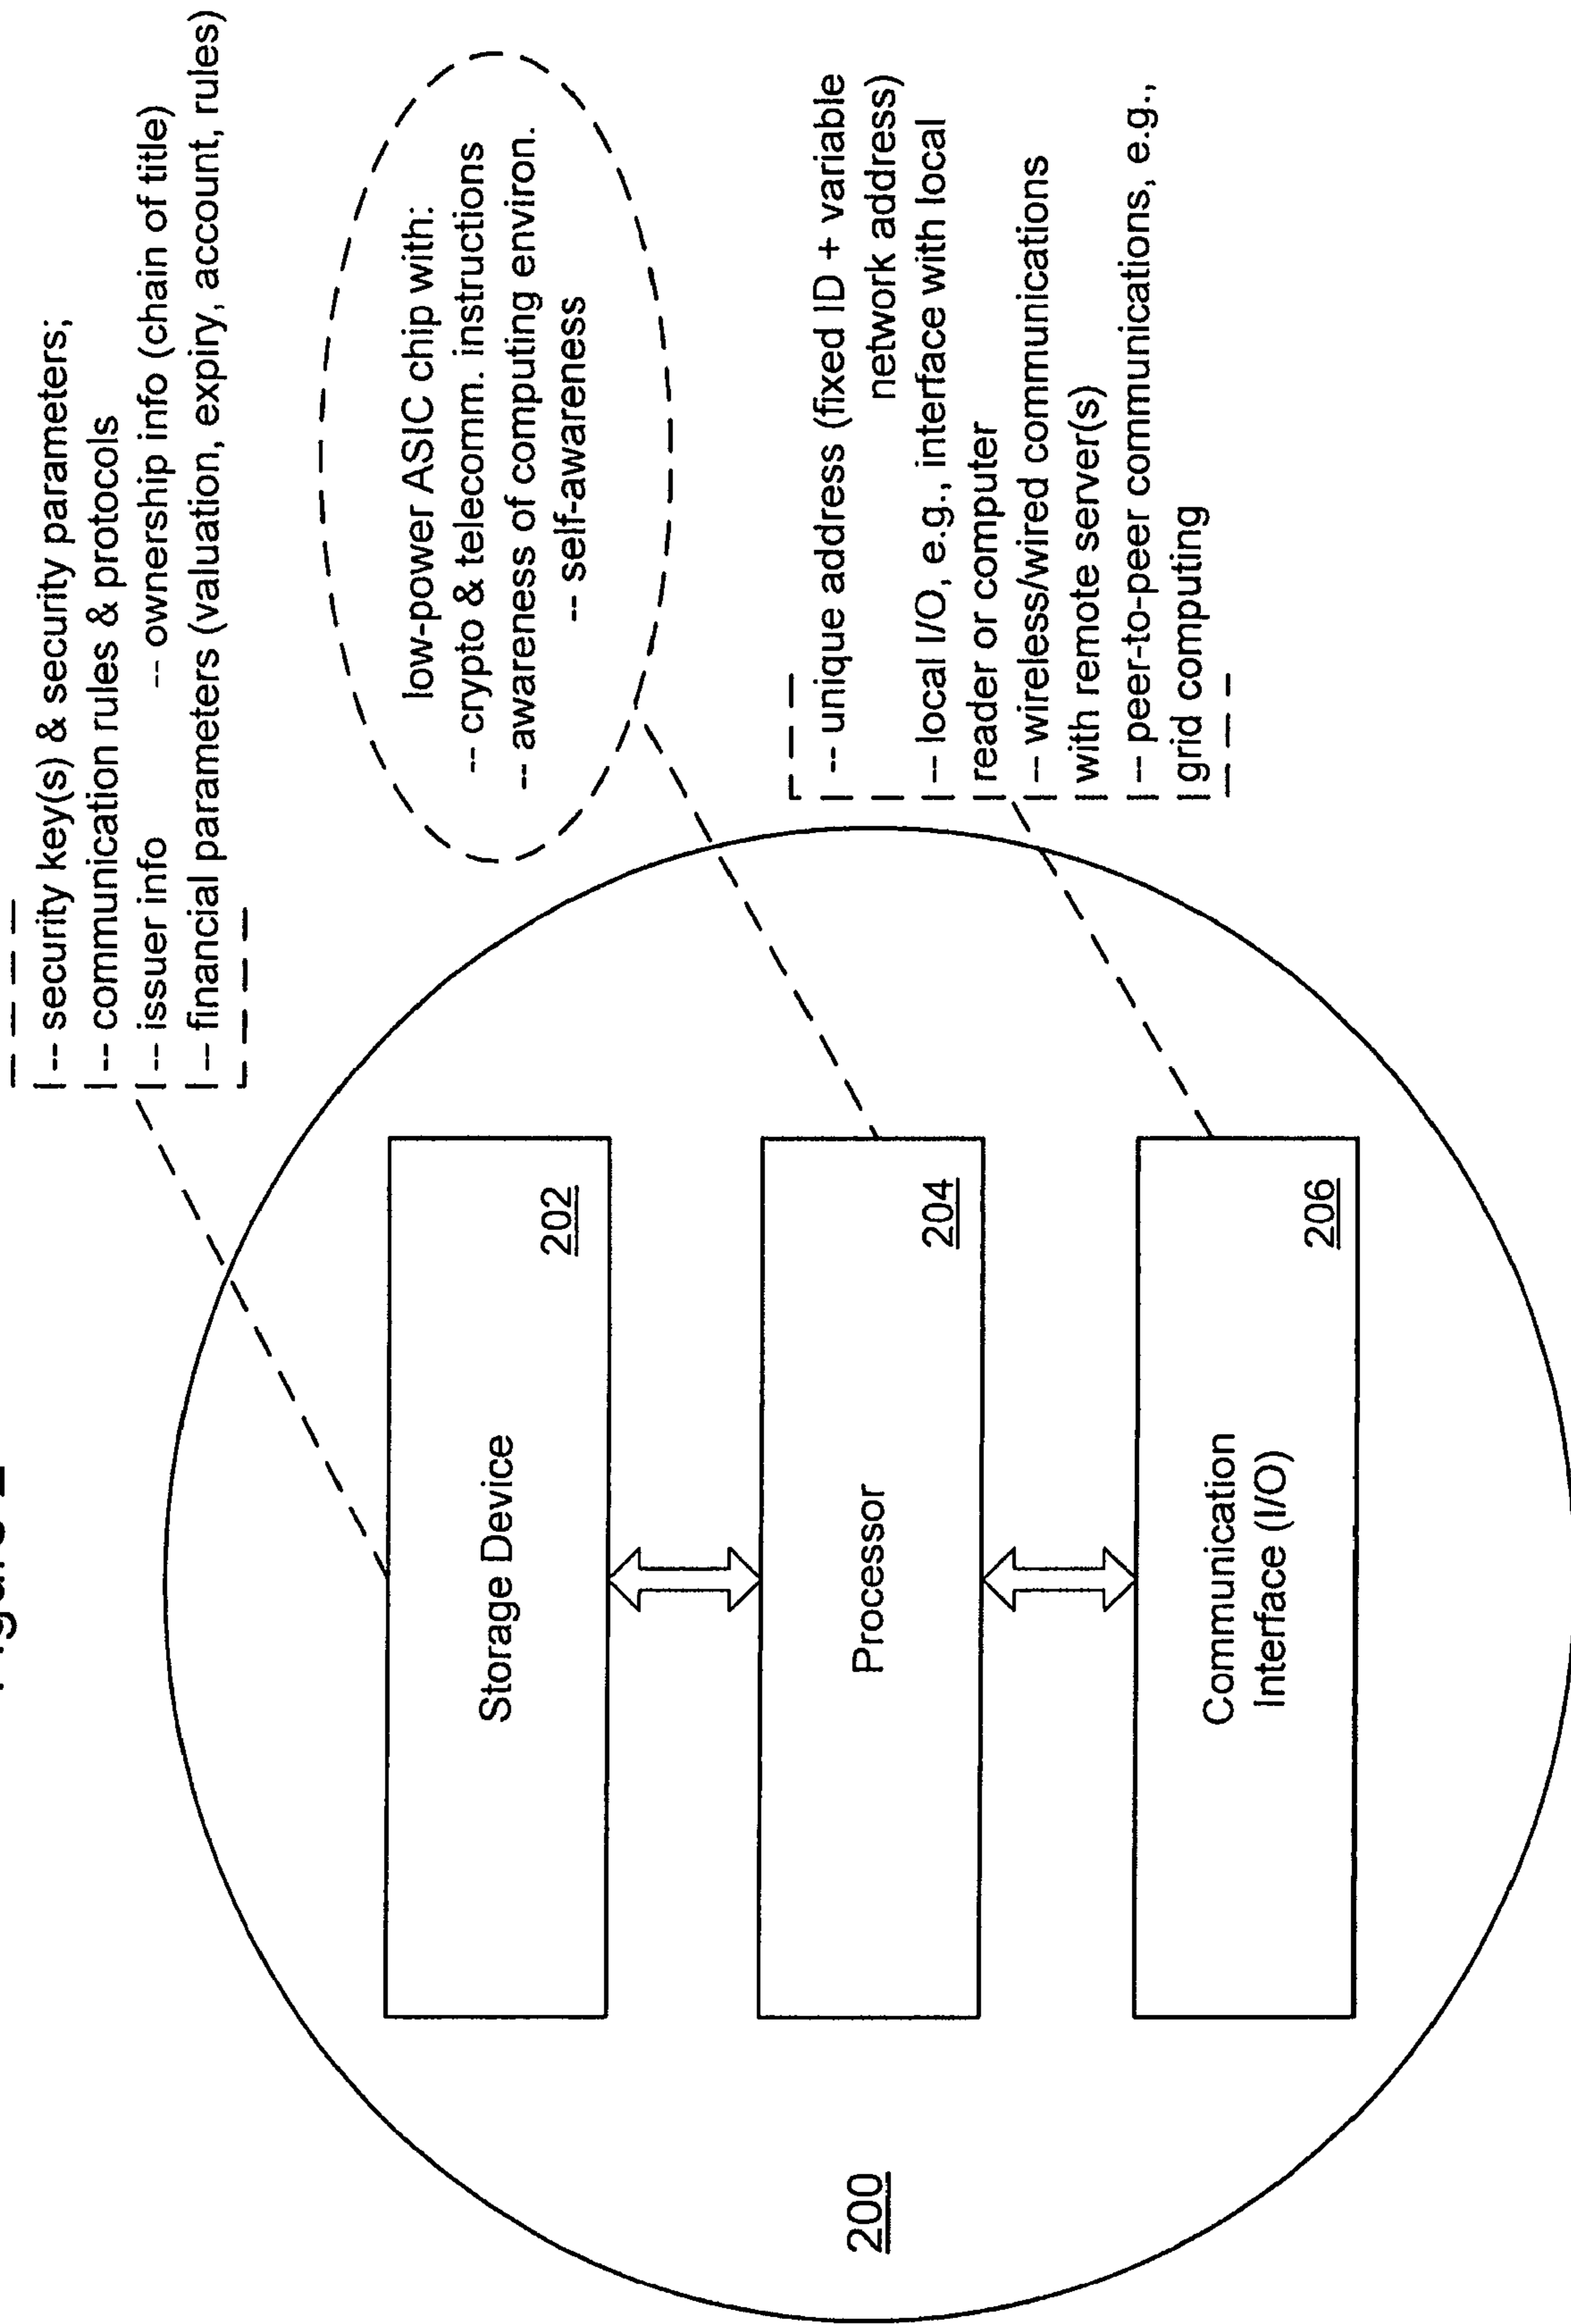 Figure 2
-- security key(s) & security parameters;
-- communication rules & protocols
-- issuer info -- ownership info (chain of title)
-- financial parameters (valuation, expiry, account, rules)
low-power ASIC chip with:
-- crypto & telecomm. instructions
-- awareness of computing environ.
-- self-awareness
-- unique address (fixed ID + variable
network address)
-- local I/O, e.g., interface with local
reader or computer
-- wireless/wired communications
with remote server(s)
-- peer-to-peer communications, e.g.,
grid computing
Storage Device
202
Processor
204
Communication
Interface (I/O)
206
200